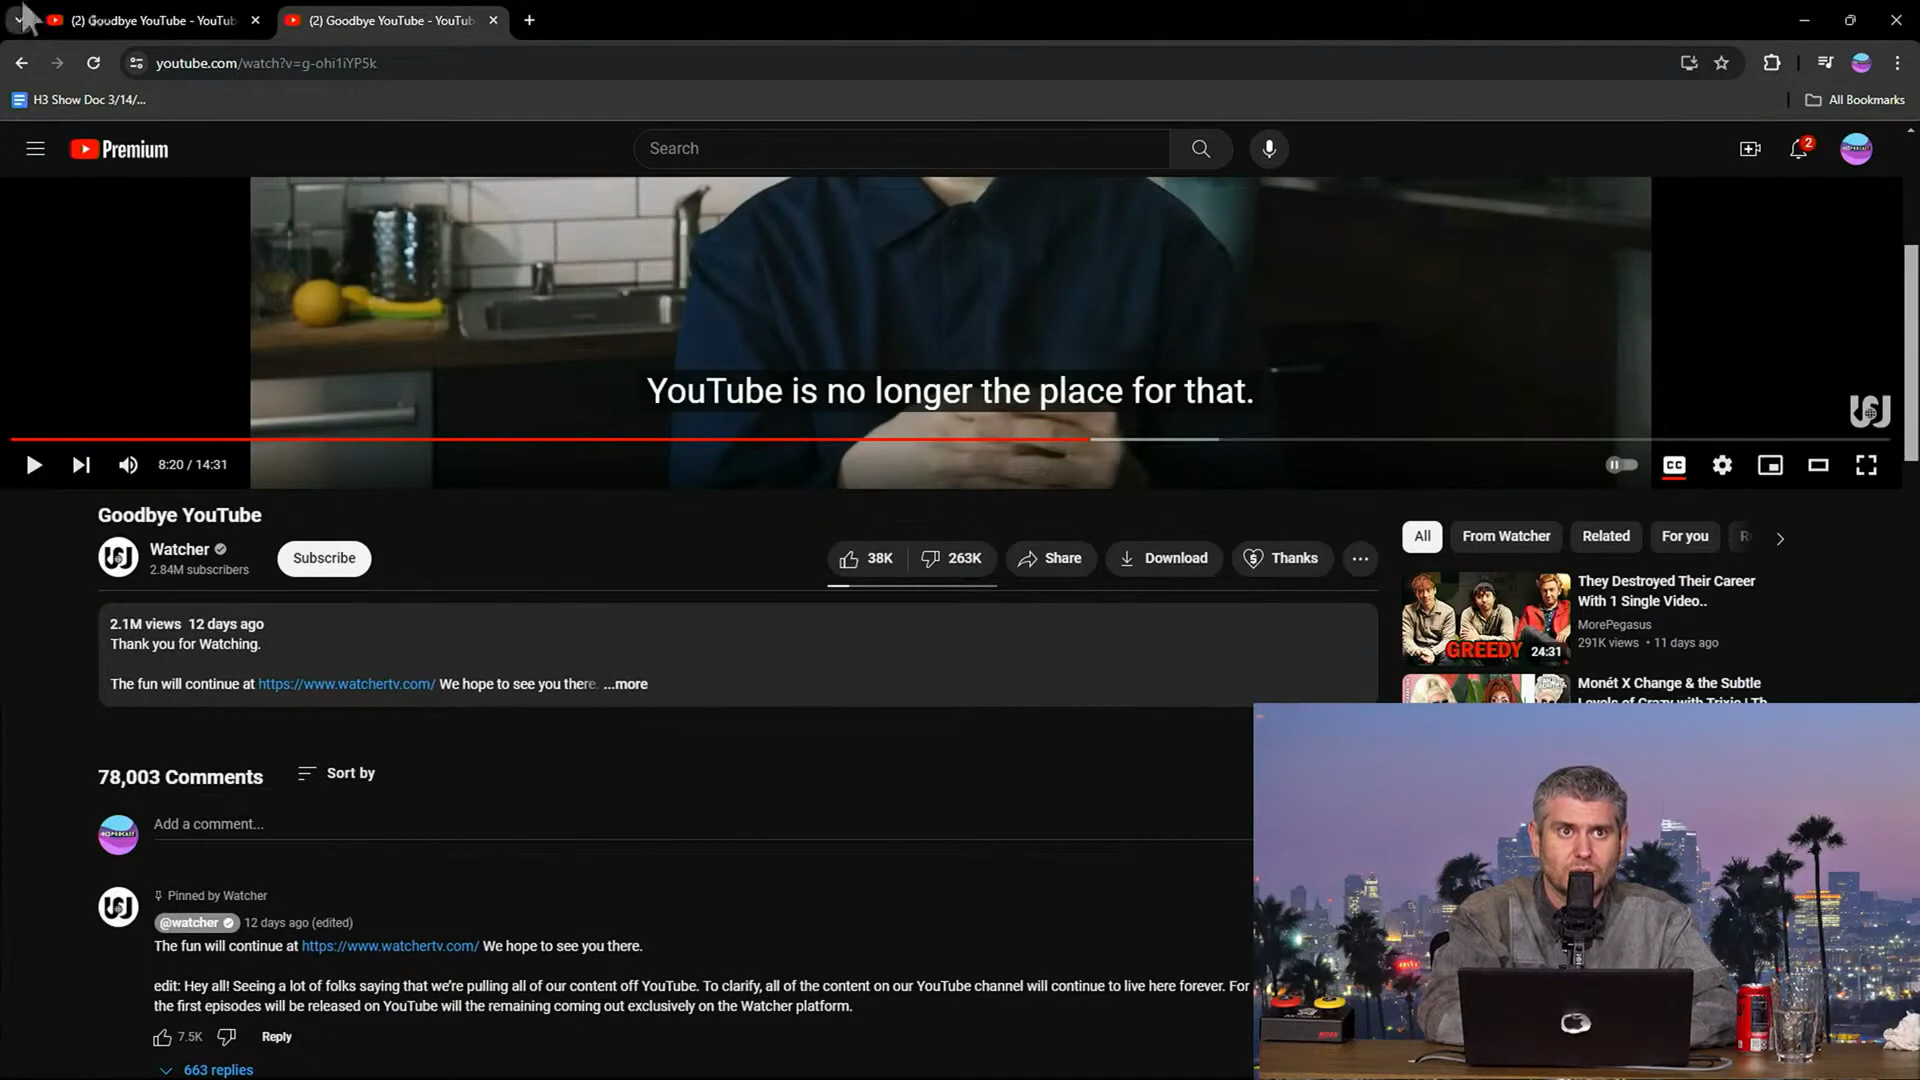 (2) Goodbye YouTube - YouTub
(2) Goodbye YouTube - YouTub
youtube.com/watch?v=g-ohi1iYP5k
H3 Show Doc 3/14/...
All Bookmarks
Premium
Search
2
YouTube is no longer the place for that.
8:20 / 14:31
CC
Goodbye YouTube
Watcher
2.84M subscribers
Subscribe
38K
263K
Share
Download
Thanks
All
From Watcher
Related
For you
2.1M views 12 days ago
Thank you for Watching.
The fun will continue at https://www.watchertv.com/ We hope to see you there. ...more
They Destroyed Their Career
With 1 Single Video..
MorePegasus
291K views • 11 days ago
GREEDY
24:31
Monét X Change & the Subtle
Levels of Crazy with Trixie | Th
78,003 Comments
Sort by
Add a comment...
Pinned by Watcher
@watcher 12 days ago (edited)
The fun will continue at https://www.watchertv.com/ We hope to see you there.
edit: Hey all! Seeing a lot of folks saying that we're pulling all of our content off YouTube. To clarify, all of the content on our YouTube channel will continue to live here forever. For
the first episodes will be released on YouTube will the remaining coming out exclusively on the Watcher platform.
7.5K
Reply
663 replies